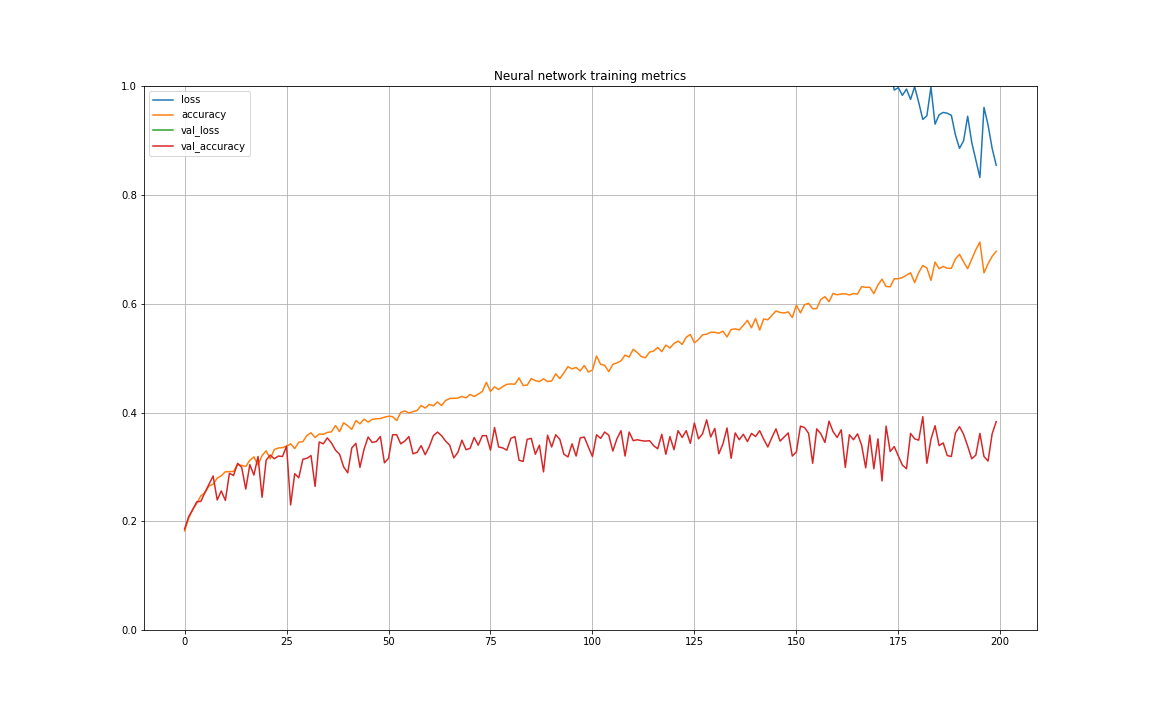 Neural network training metrics
1.0
loss
accuracy
val_loss
val_accuracy
0.8
0.6
0.4
0.2
0.0
0 25 50 75 100 125 150 175 200